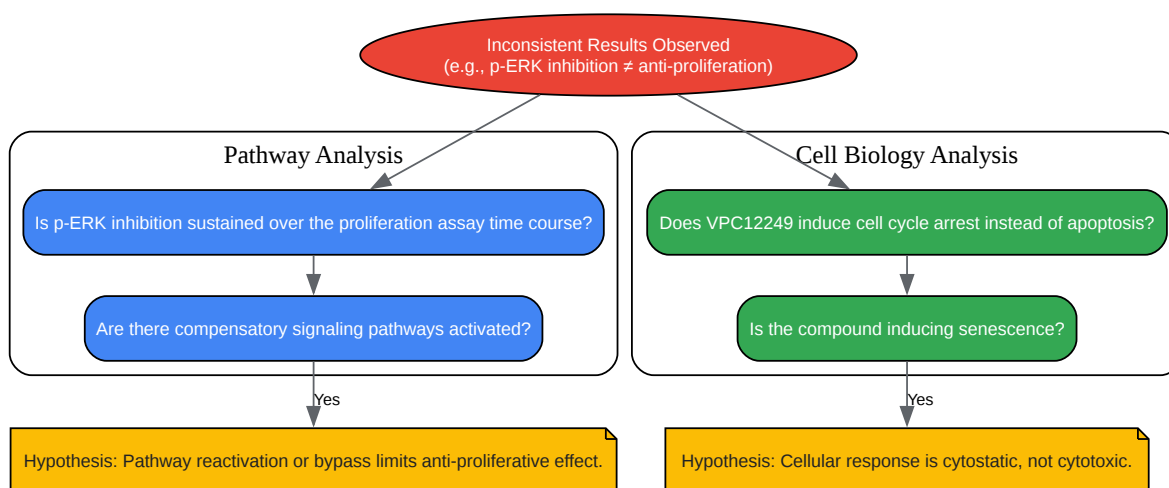 Inconsistent Results Observed
(e.g., p-ERK inhibition ≠ anti-proliferation)
Pathway Analysis
Is p-ERK inhibition sustained over the proliferation assay time course?
Are there compensatory signaling pathways activated?
Yes
Hypothesis: Pathway reactivation or bypass limits anti-proliferative effect.
Cell Biology Analysis
Does VPC12249 induce cell cycle arrest instead of apoptosis?
Is the compound inducing senescence?
Yes
Hypothesis: Cellular response is cytostatic, not cytotoxic.